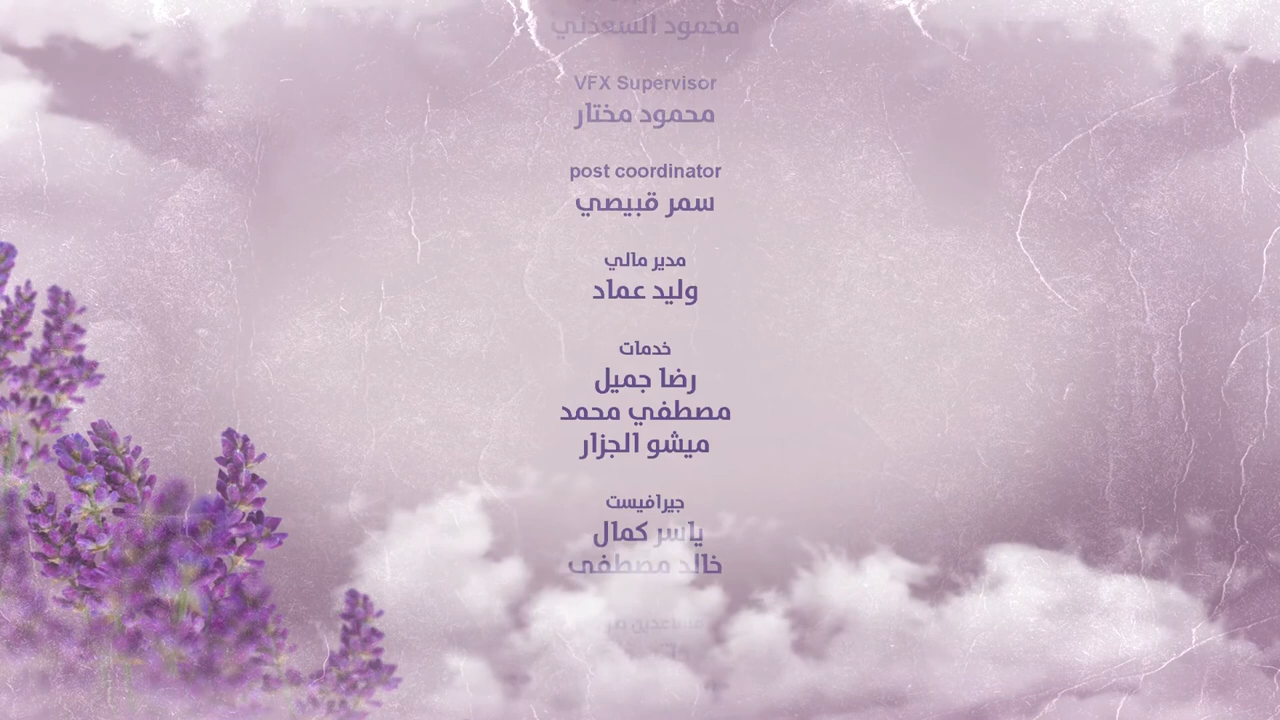 محمود السعدني
VFX Supervisor
محمود مختار
post coordinator
سمر قبيصي
مدير مالي
وليد عماد
خدمات
رضا جميل
مصطفي محمد
ميشو الجزار
جيرافيست
ياسر كمال
خالد مصطفى
مساعدين